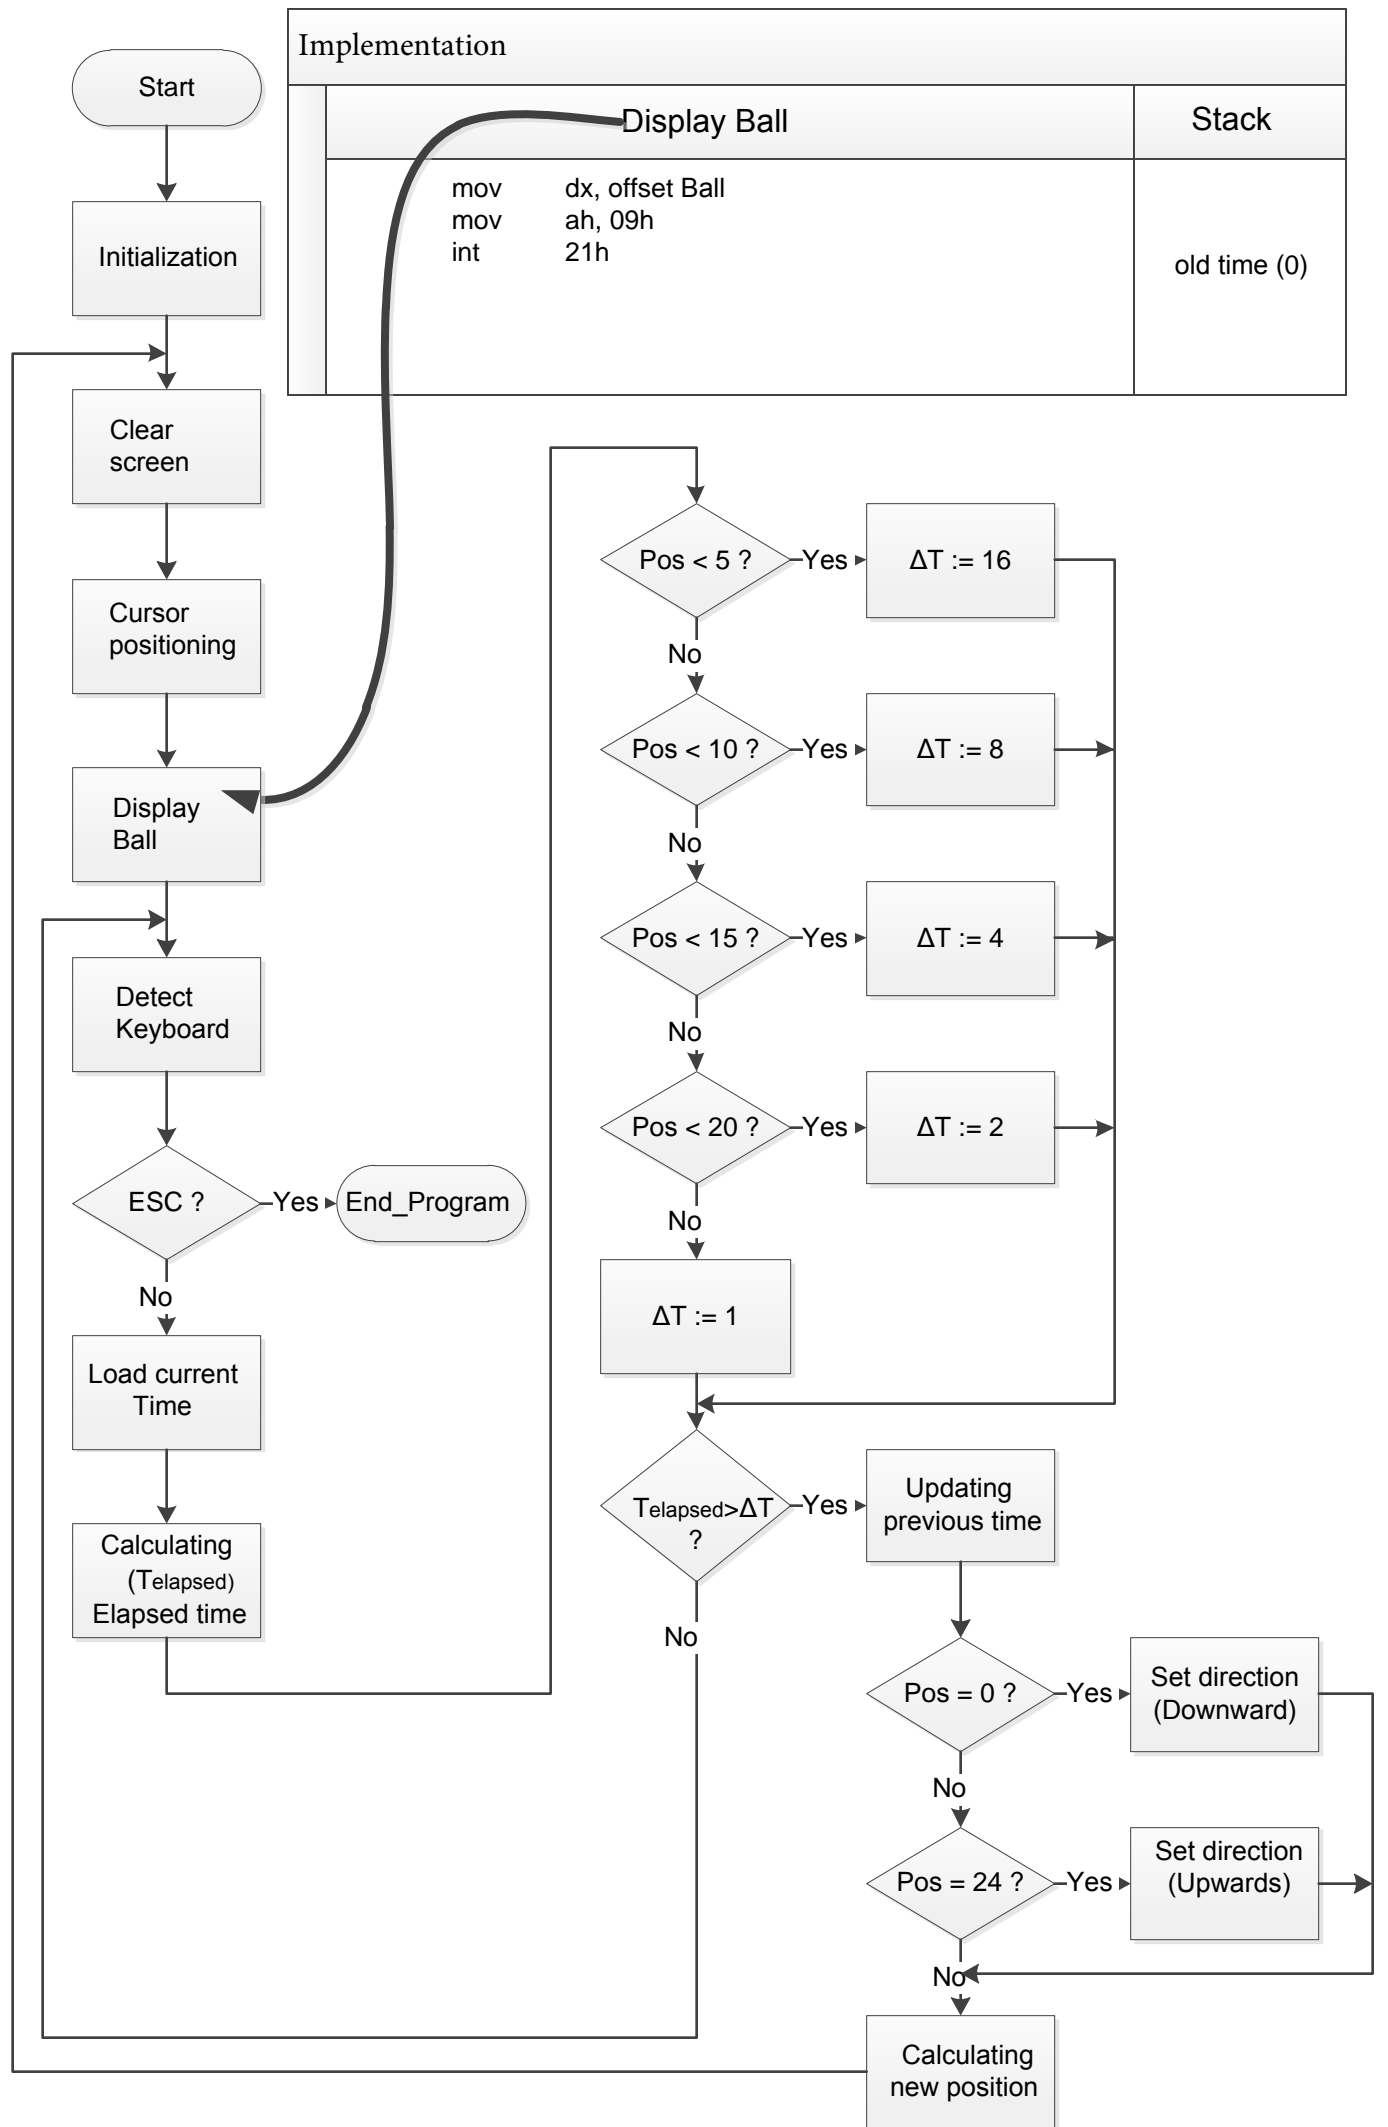 Implementation
Display Ball
Stack
mov dx, offset Ball
mov ah, 09h
int 21h
old time (0)
Start
Initialization
Clear
screen
Cursor
positioning
Display
Ball
Detect
Keyboard
ESC ?
Yes
End_Program
No
Load current
Time
Calculating
(Telapsed)
Elapsed time
Pos < 5 ?
Yes
ΔT := 16
No
Pos < 10 ?
Yes
ΔT := 8
No
Pos < 15 ?
Yes
ΔT := 4
No
Pos < 20 ?
Yes
ΔT := 2
No
ΔT := 1
Telapsed>ΔT
?
Yes
No
Updating
previous time
Pos = 0 ?
Yes
Set direction
(Downward)
No
Pos = 24 ?
Yes
Set direction
(Upwards)
No
Calculating
new position